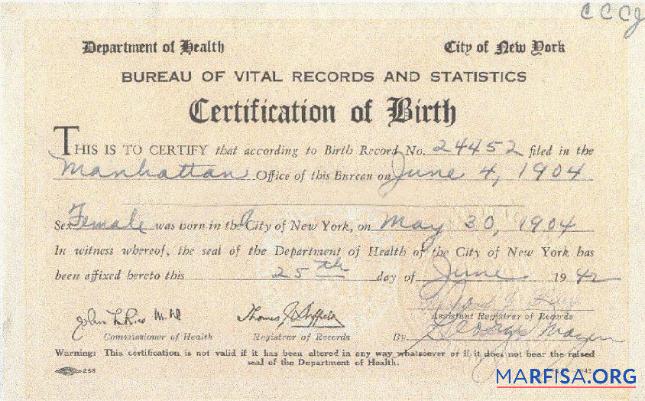 C C C J
Department of Health City of New York
BUREAU OF VITAL RECORDS AND STATISTICS
Certification of Birth
THIS IS TO CERTIFY that according to Birth Record No. 24452 filed in the
Manhattan Office of this Bureau on June 4, 1904
Sex Female was born in the City of New York, on May 30, 1904
In witness whereof, the seal of the Department of Health of the City of New York has
been affixed hereto this 25th day of June 1942
Assistant Registrar of Records
John L. Rice M.D. Thomas J. Duffield By George
Commissioner of Health Registrar of Records
Warning: This certification is not valid if it has been altered in any way whatsoever or if it does not bear the raised
seal of the Department of Health.
258
MARFISA.ORG